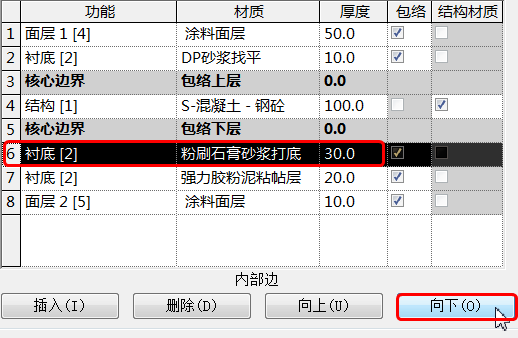 功能 材质 厚度 包络 结构材质
1 面层 1 [4] 涂料面层 50.0
2 衬底 [2] DP砂浆找平 10.0
3 核心边界 包络上层 0.0
4 结构 [1] S-混凝土 - 钢砼 100.0
5 核心边界 包络下层 0.0
6 衬底 [2] 粉刷石膏砂浆打底 30.0
7 衬底 [2] 强力胶粉泥粘帖层 20.0
8 面层 2 [5] 涂料面层 10.0
内部边
插入(I) 删除(D) 向上(U) 向下(O)